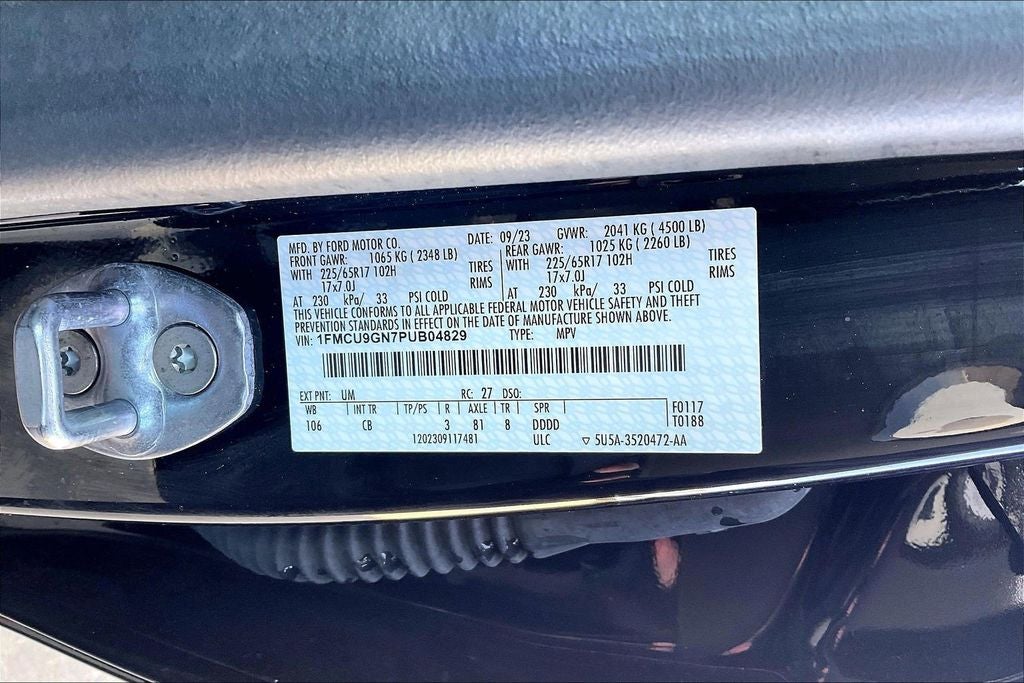 MFD. BY FORD MOTOR CO. DATE: 09/23 GVWR: 2041 KG ( 4500 LB)
FRONT GAWR: 1065 KG ( 2348 LB) REAR GAWR: 1025 KG ( 2260 LB)
WITH 225/65R17 102H TIRES WITH 225/65R17 102H TIRES
17x7.0J RIMS 17x7.0J RIMS
AT 230 kPa/ 33 PSI COLD AT 230 kPa/ 33 PSI COLD
THIS VEHICLE CONFORMS TO ALL APPLICABLE FEDERAL MOTOR VEHICLE SAFETY AND THEFT
PREVENTION STANDARDS IN EFFECT ON THE DATE OF MANUFACTURE SHOWN ABOVE.
VIN: 1FMCU9GN7PUB04829 TYPE: MPV
EXT PNT: UM RC: 27 DSO:
WB INT TR TP/PS R AXLE TR SPR F0117
106 CB 3 81 8 DDDD T0188
1202309117481 ULC ▽ 5U5A-3520472-AA